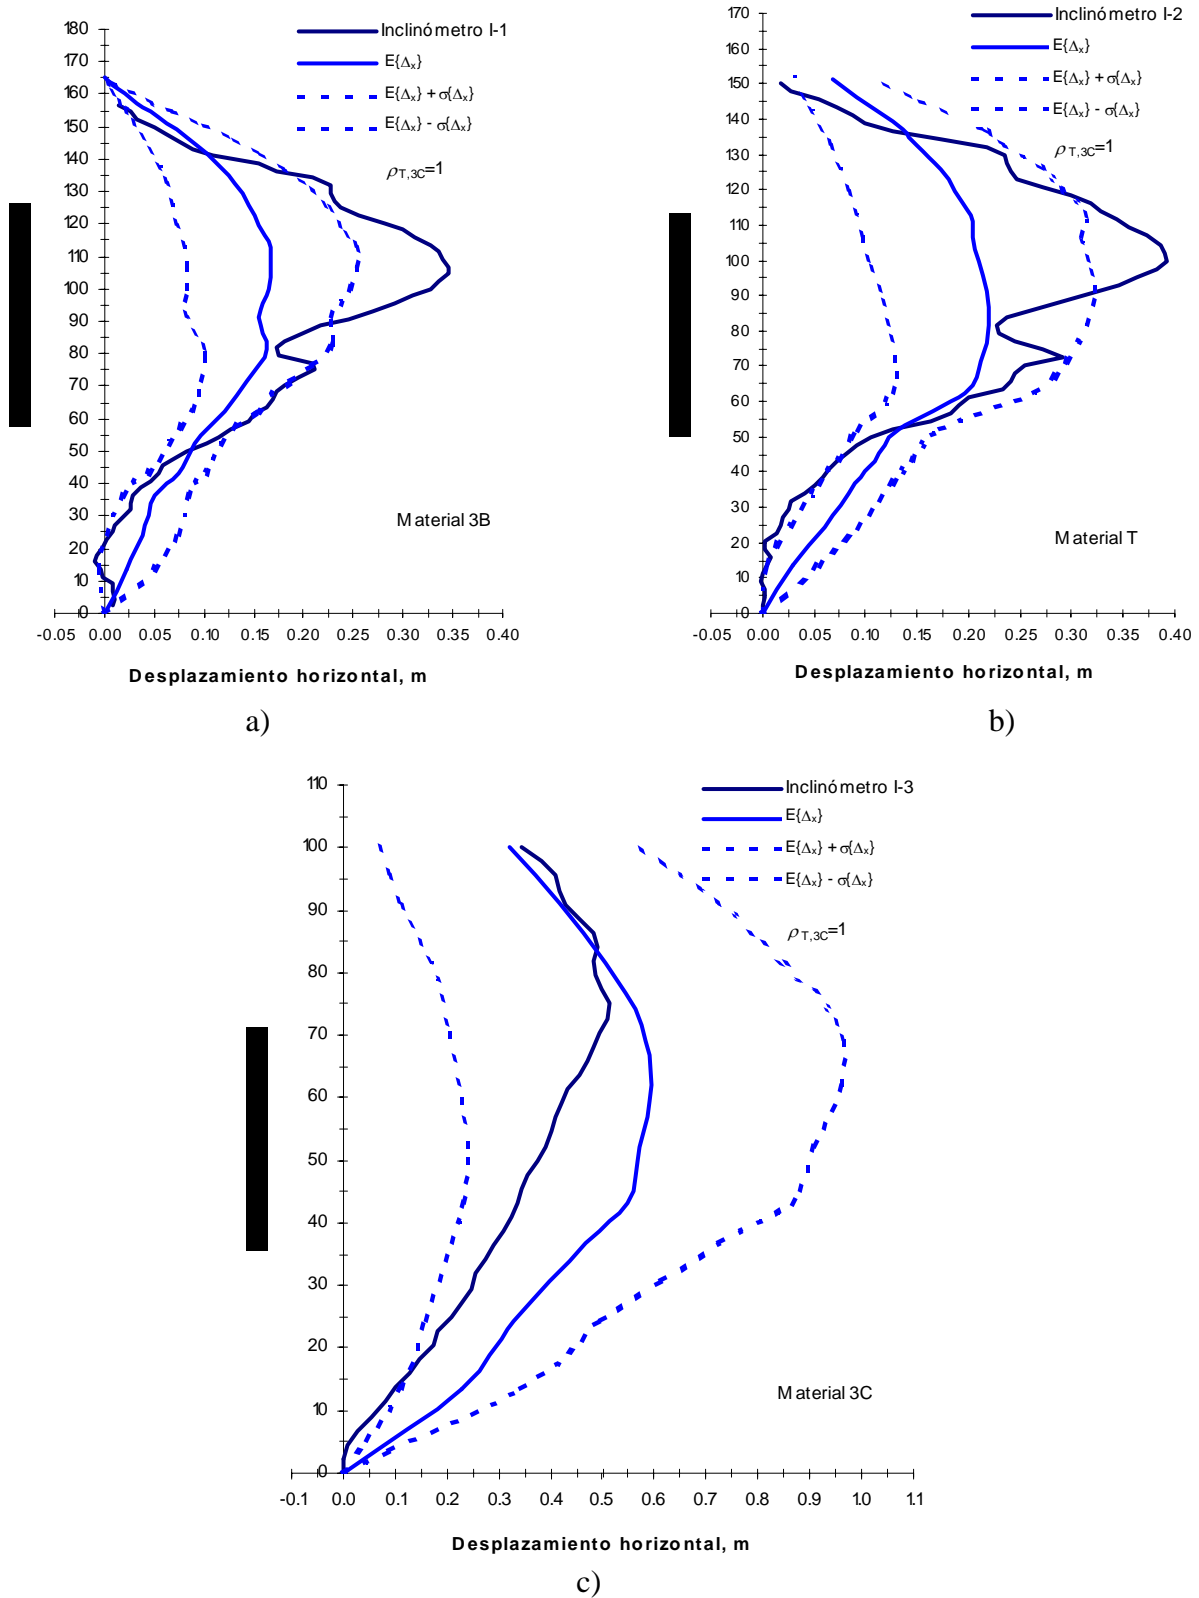 Inclinómetro I-1
E{Δx}
E{Δx} + σ{Δx}
E{Δx} - σ{Δx}
ρT,3C=1
180
170
160
150
140
130
120
110
100
90
80
70
60
50
40
30
20
10
0
Material 3B
-0.05 0.00 0.05 0.10 0.15 0.20 0.25 0.30 0.35 0.40
Desplazamiento horizontal, m
a)
Inclinómetro I-2
E{Δx}
E{Δx} + σ{Δx}
E{Δx} - σ{Δx}
ρT,3C=1
170
160
150
140
130
120
110
100
90
80
70
60
50
40
30
20
10
0
Material T
-0.05 0.00 0.05 0.10 0.15 0.20 0.25 0.30 0.35 0.40
Desplazamiento horizontal, m
b)
Inclinómetro I-3
E{Δx}
E{Δx} + σ{Δx}
E{Δx} - σ{Δx}
ρT,3C=1
110
100
90
80
70
60
50
40
30
20
10
0
Material 3C
-0.1 0.0 0.1 0.2 0.3 0.4 0.5 0.6 0.7 0.8 0.9 1.0 1.1
Desplazamiento horizontal, m
c)